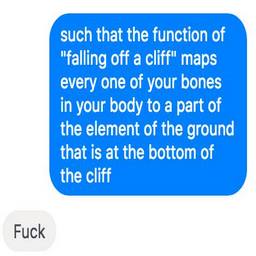 such that the function of
"falling off a cliff" maps
every one of your bones
in your body to a part of
the element of the ground
that is at the bottom of
the cliff
Fuck